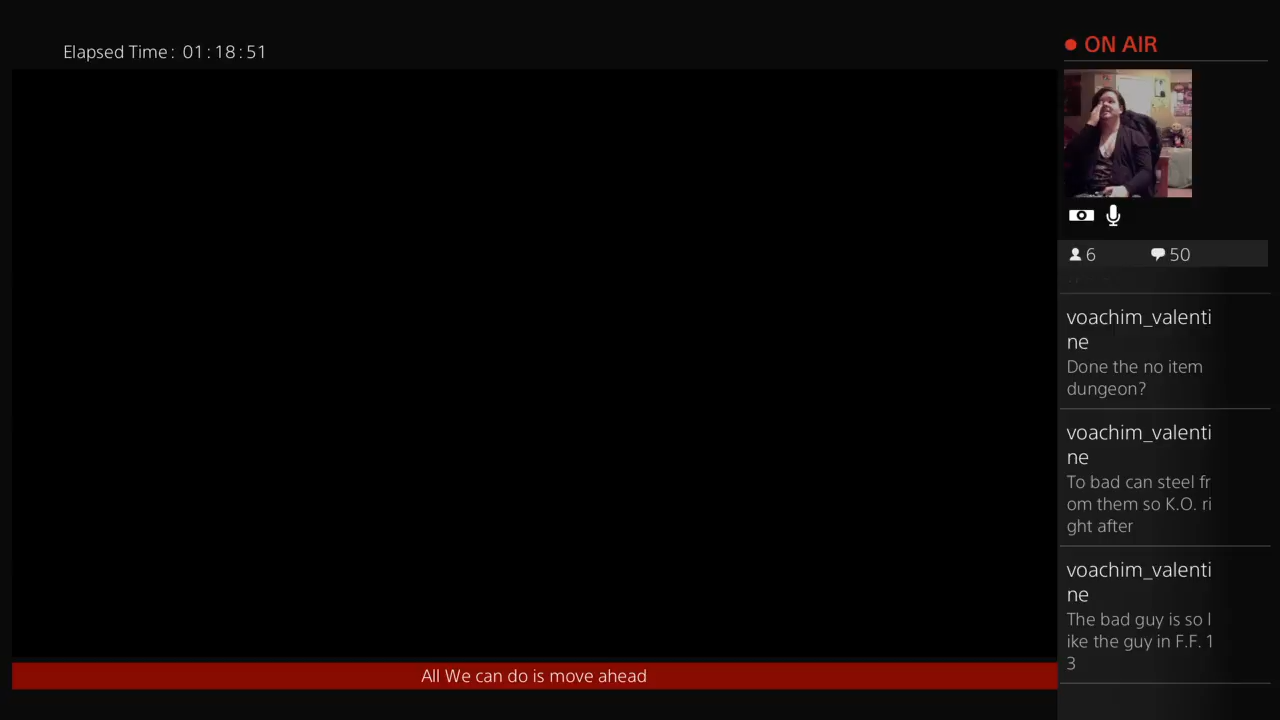 Elapsed Time: 01:18:51
ON AIR
6
50
voachim_valenti
ne
Done the no item
dungeon?
voachim_valenti
ne
To bad can steel fr
om them so K.O. ri
ght after
voachim_valenti
ne
The bad guy is so l
ike the guy in F.F. 1
3
All We can do is move ahead